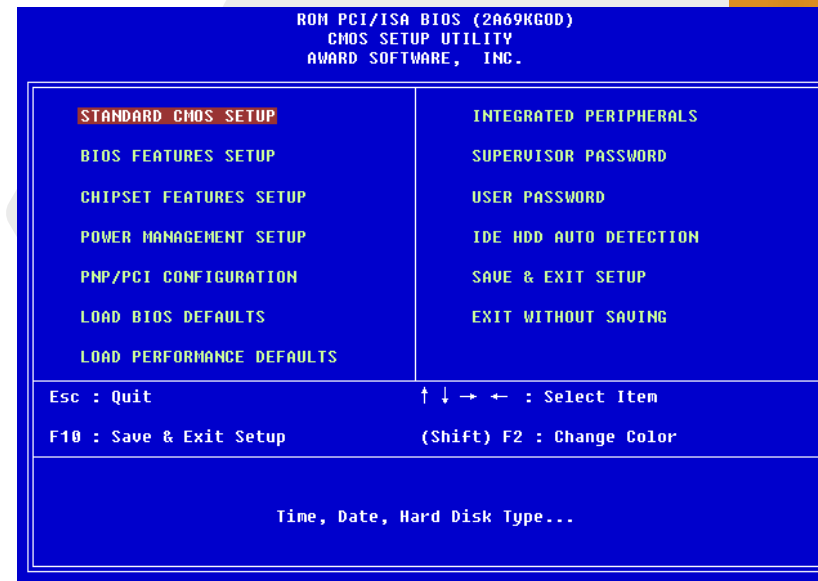 ROM PCI/ISA BIOS (2A69KG0D)
CMOS SETUP UTILITY
AWARD SOFTWARE, INC.
STANDARD CMOS SETUP
BIOS FEATURES SETUP
CHIPSET FEATURES SETUP
POWER MANAGEMENT SETUP
PNP/PCI CONFIGURATION
LOAD BIOS DEFAULTS
LOAD PERFORMANCE DEFAULTS
INTEGRATED PERIPHERALS
SUPERVISOR PASSWORD
USER PASSWORD
IDE HDD AUTO DETECTION
SAVE & EXIT SETUP
EXIT WITHOUT SAVING
Esc : Quit
↑ ↓ → ← : Select Item
F10 : Save & Exit Setup
(Shift) F2 : Change Color
Time, Date, Hard Disk Type...